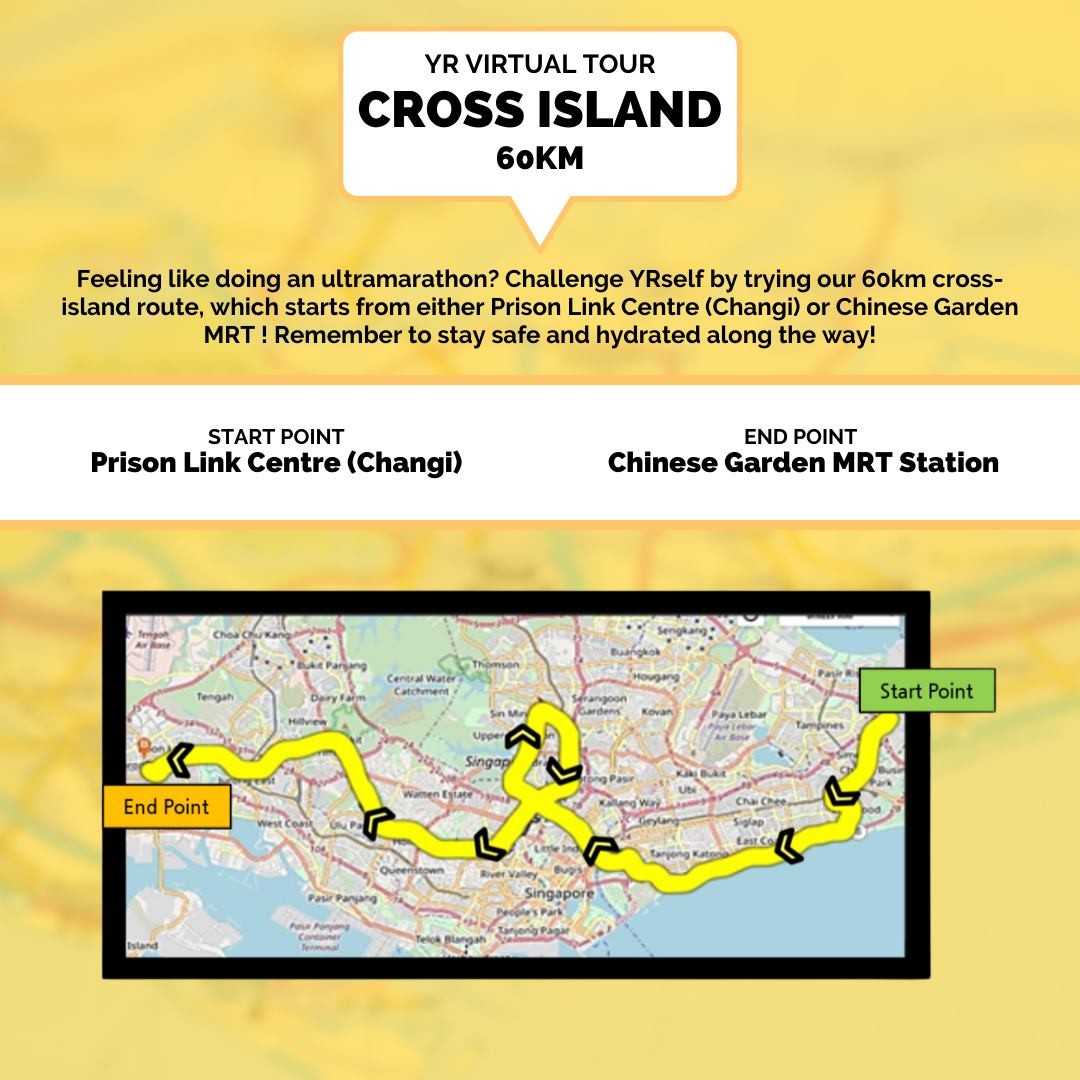 YR VIRTUAL TOUR
CROSS ISLAND
60KM
Feeling like doing an ultramarathon? Challenge YRself by trying our 60km cross-
island route, which starts from either Prison Link Centre (Changi) or Chinese Garden
MRT ! Remember to stay safe and hydrated along the way!
START POINT
Prison Link Centre (Changi)
END POINT
Chinese Garden MRT Station
Tengah
Air Base
Choa Chu Kang
Bukit Panjang
Thomson
Sengkang
Buangkok
Hougang
Pasir Ris
Start Point
Central Water
Catchment
Tengah
Dairy Farm
Hillview
Serangoon
Gardens
Kovan
Paya Lebar
Paya Lebar
Air Base
Tampines
Sin Min
Upper
Singap
Kaki Bukit
Ubi
Watten Estate
Kallang Way
Chai Chee
Park
End Point
West Coast
Ulu Pa
Geylang
Siglap
Little Ind
Tanjong Katong
East Co
Queenstown
River Valley
Bugis
Singapore
Pasir Panjang
People's Park
Pasir Panjang
Container
Terminal
Tanjong Pagar
Telok Blangah
Island